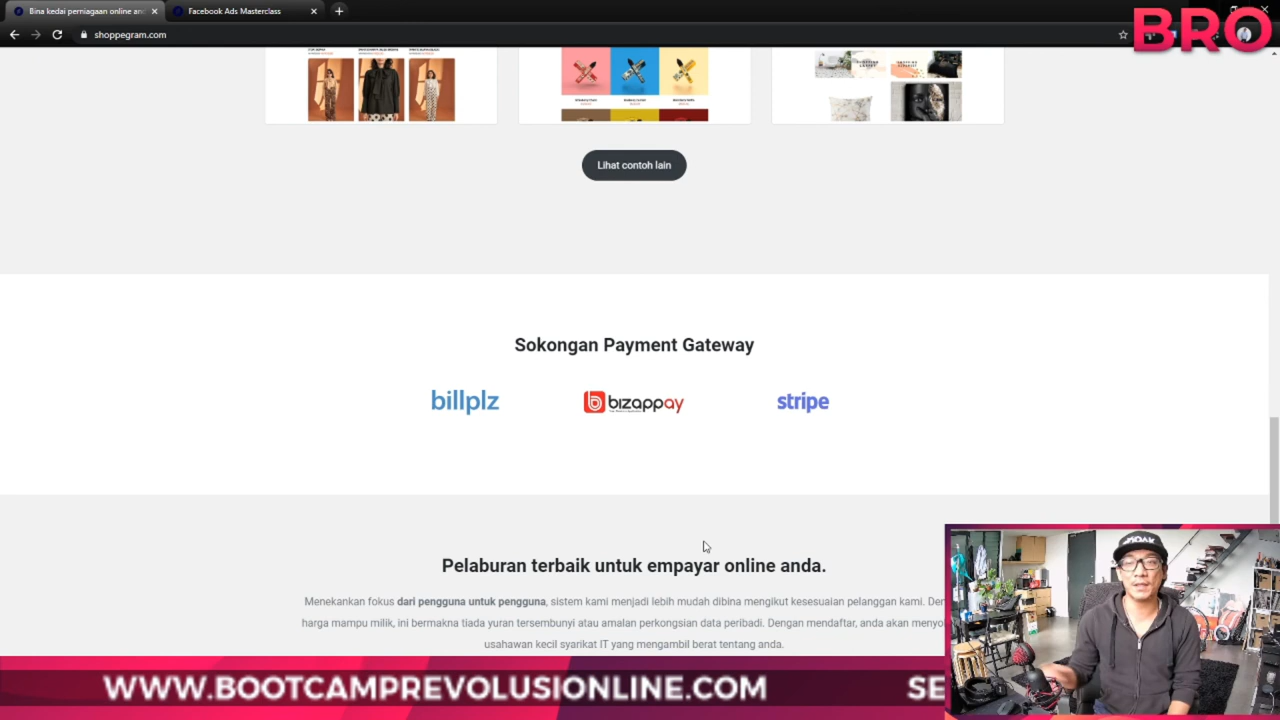 Bina kedai perniagaan online an
Facebook Ads Masterclass
shoppegram.com
BRO
Lihat contoh lain
Sokongan Payment Gateway
billplz
bizappay
stripe
Pelaburan terbaik untuk empayar online anda.
Menekankan fokus dari pengguna untuk pengguna, sistem kami menjadi lebih mudah dibina mengikut kesesuaian pelanggan kami. Den
harga mampu milik, ini bermakna tiada yuran tersembunyi atau amalan perkongsian data peribadi. Dengan mendaftar, anda akan menyo
usahawan kecil syarikat IT yang mengambil berat tentang anda.
WWW.BOOTCAMPREVOLUSIONLINE.COM
SE